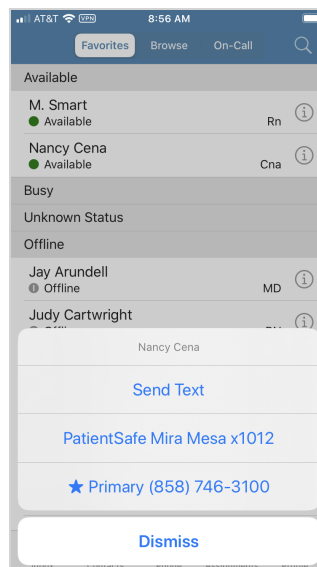 AT&T VPN 8:56 AM
Favorites Browse On-Call
Available
M. Smart
Available Rn
Nancy Cena
Available Cna
Busy
Unknown Status
Offline
Jay Arundell
Offline MD
Judy Cartwright
Nancy Cena
Send Text
PatientSafe Mira Mesa x1012
Primary (858) 746-3100
Dismiss